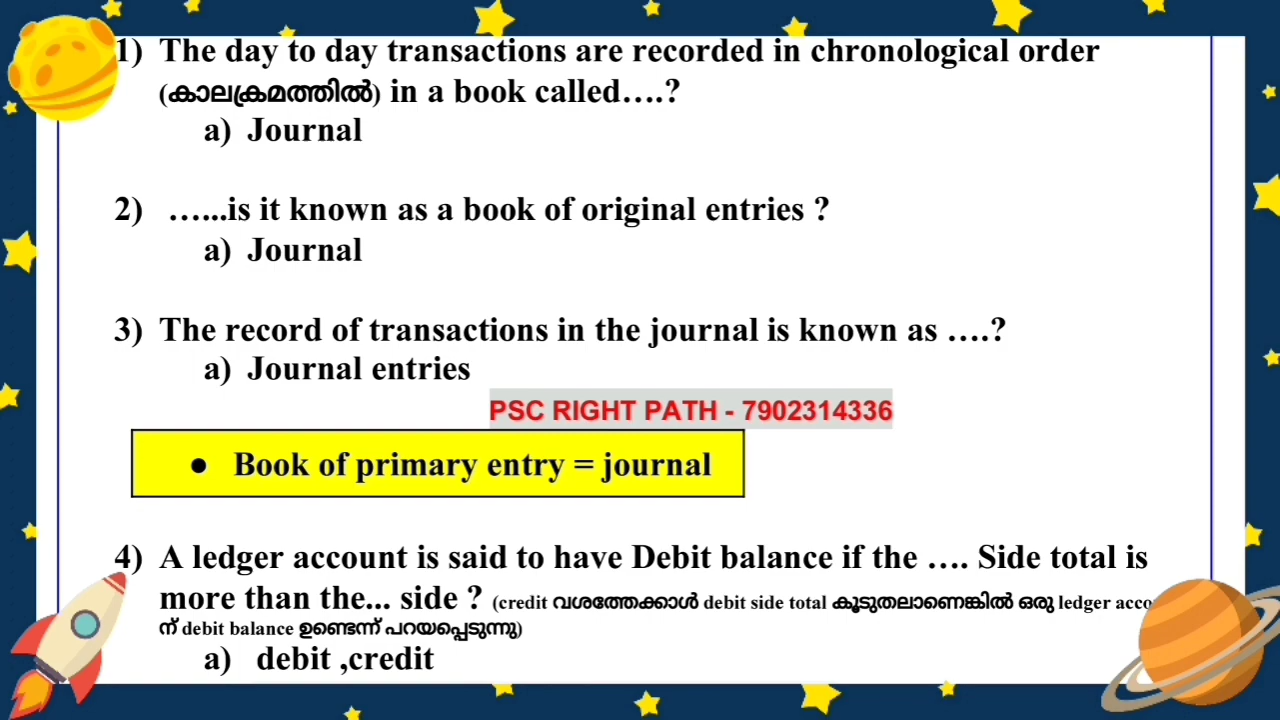 1) The day to day transactions are recorded in chronological order
(കാലക്രമത്തിൽ) in a book called….?
a) Journal
2) …...is it known as a book of original entries ?
a) Journal
3) The record of transactions in the journal is known as ….?
a) Journal entries
PSC RIGHT PATH - 7902314336
● Book of primary entry = journal
4) A ledger account is said to have Debit balance if the …. Side total is
more than the... side ? (credit വശത്തേക്കാൾ debit side total കൂടുതലാണെങ്കിൽ ഒരു ledger acco
ന് debit balance ഉണ്ടെന്ന് പറയപ്പെടുന്നു)
a) debit ,credit